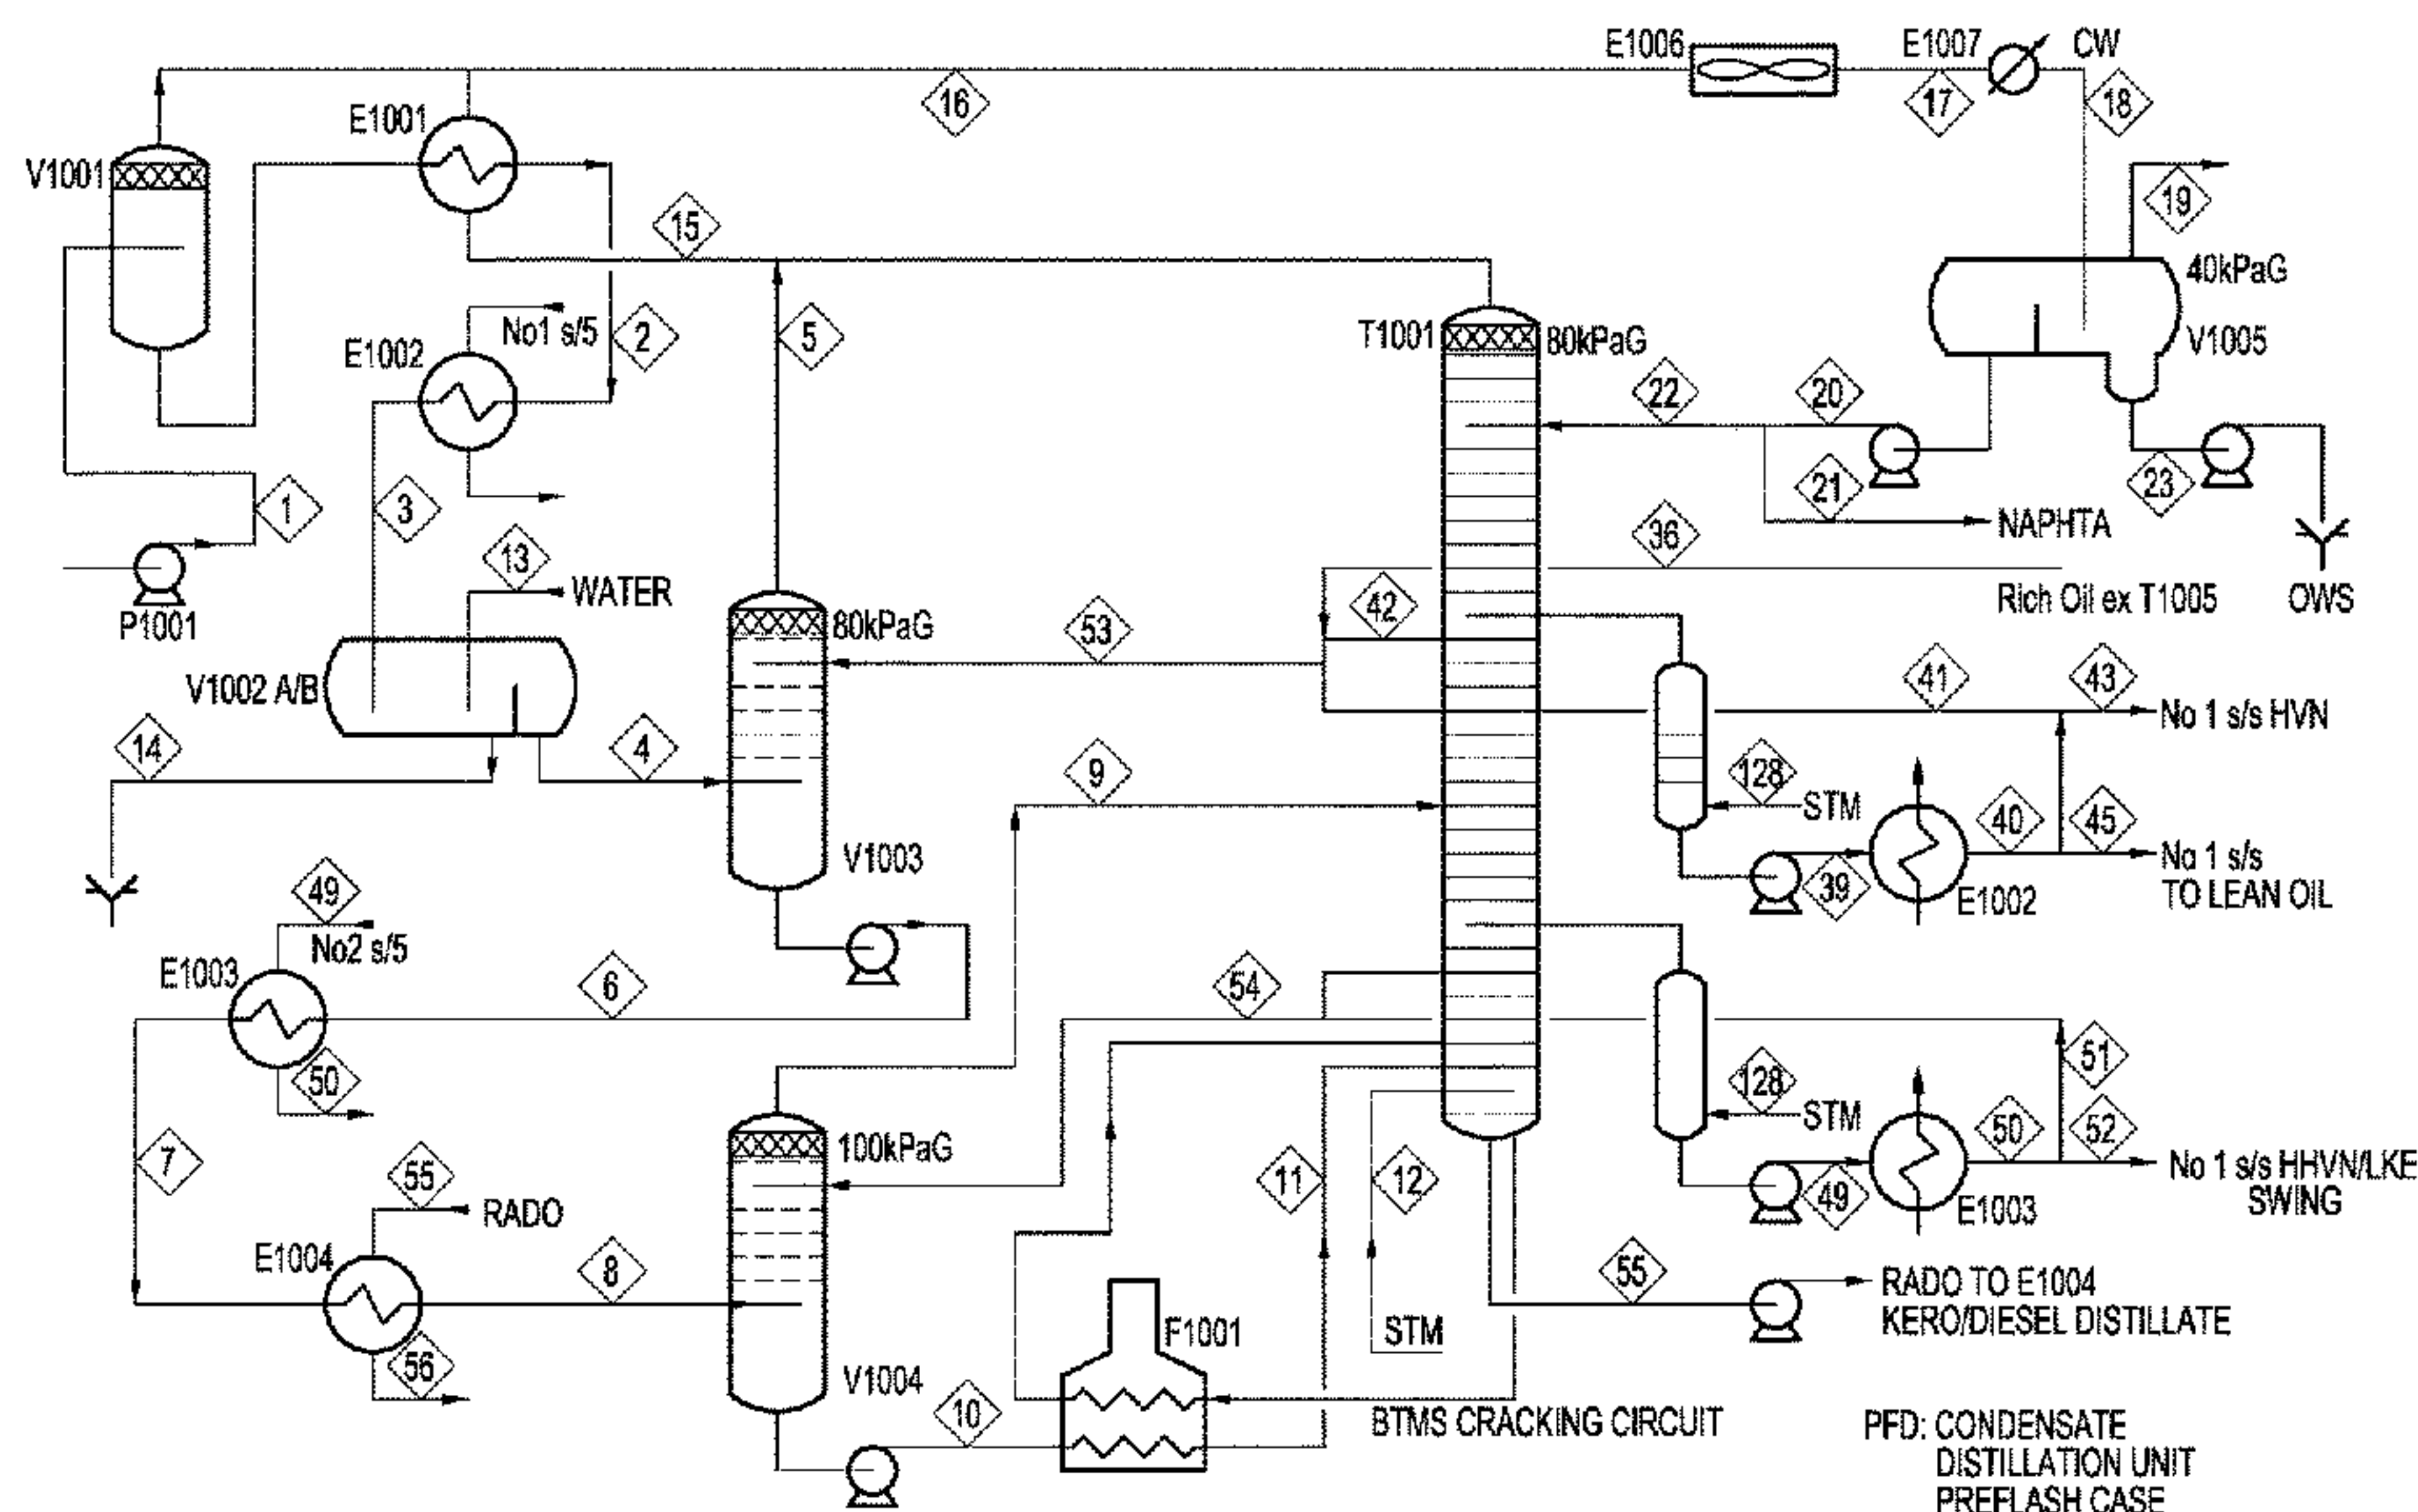 E1006
E1007
CW
16
17
18
E1001
V1001
19
15
40kPaG
No1 s/5
2
5
T1001
80kPaG
V1005
E1002
22
20
1
3
21
23
NAPHTA
13
36
WATER
42
Rich Oil ex T1005
OWS
P1001
80kPaG
53
V1002 A/B
41
43
No 1 s/s HVN
14
4
9
128
STM
40
45
V1003
No 1 s/s
TO LEAN OIL
39
E1002
49
No2 s/5
E1003
6
54
50
51
7
128
STM
50
52
100kPaG
55
11
12
No 1 s/s HHVN/LKE
SWING
RADO
49
E1003
E1004
8
55
RADO TO E1004
KERO/DIESEL DISTILLATE
F1001
STM
56
V1004
10
BTMS CRACKING CIRCUIT
PFD: CONDENSATE
DISTILLATION UNIT
PREFLASH CASE